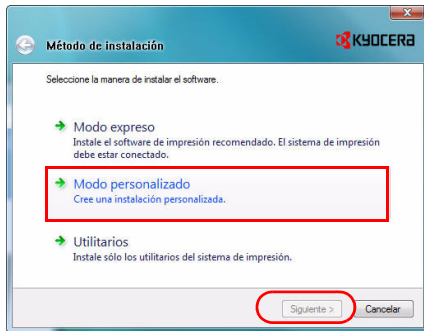 Método de instalación
KYOCERA
Seleccione la manera de instalar el software.
Modo expreso
Instale el software de impresión recomendado. El sistema de impresión
debe estar conectado.
Modo personalizado
Cree una instalación personalizada.
Utilitarios
Instale sólo los utilitarios del sistema de impresión.
Siguiente >
Cancelar